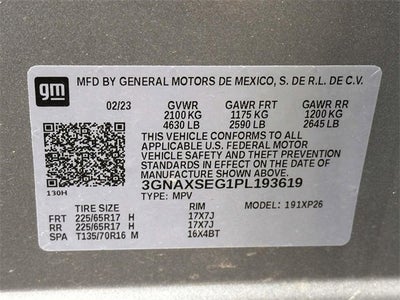 gm
MFD BY GENERAL MOTORS DE MEXICO, S. DE R.L. DE C.V.
02/23 GVWR GAWR FRT GAWR RR
2100 KG 1175 KG 1200 KG
4630 LB 2590 LB 2645 LB
THIS VEHICLE CONFORMS TO ALL
APPLICABLE U.S. FEDERAL MOTOR
VEHICLE SAFETY AND THEFT PREVENTION
STANDARDS IN EFFECT ON THE DATE OF
MANUFACTURE SHOWN ABOVE.
3GNAXSEG1PL193619
130H TYPE: MPV MODEL: 191XP26
TIRE SIZE RIM
FRT 225/65R17 H 17X7J
RR 225/65R17 H 17X7J
SPA T135/70R16 M 16X4BT